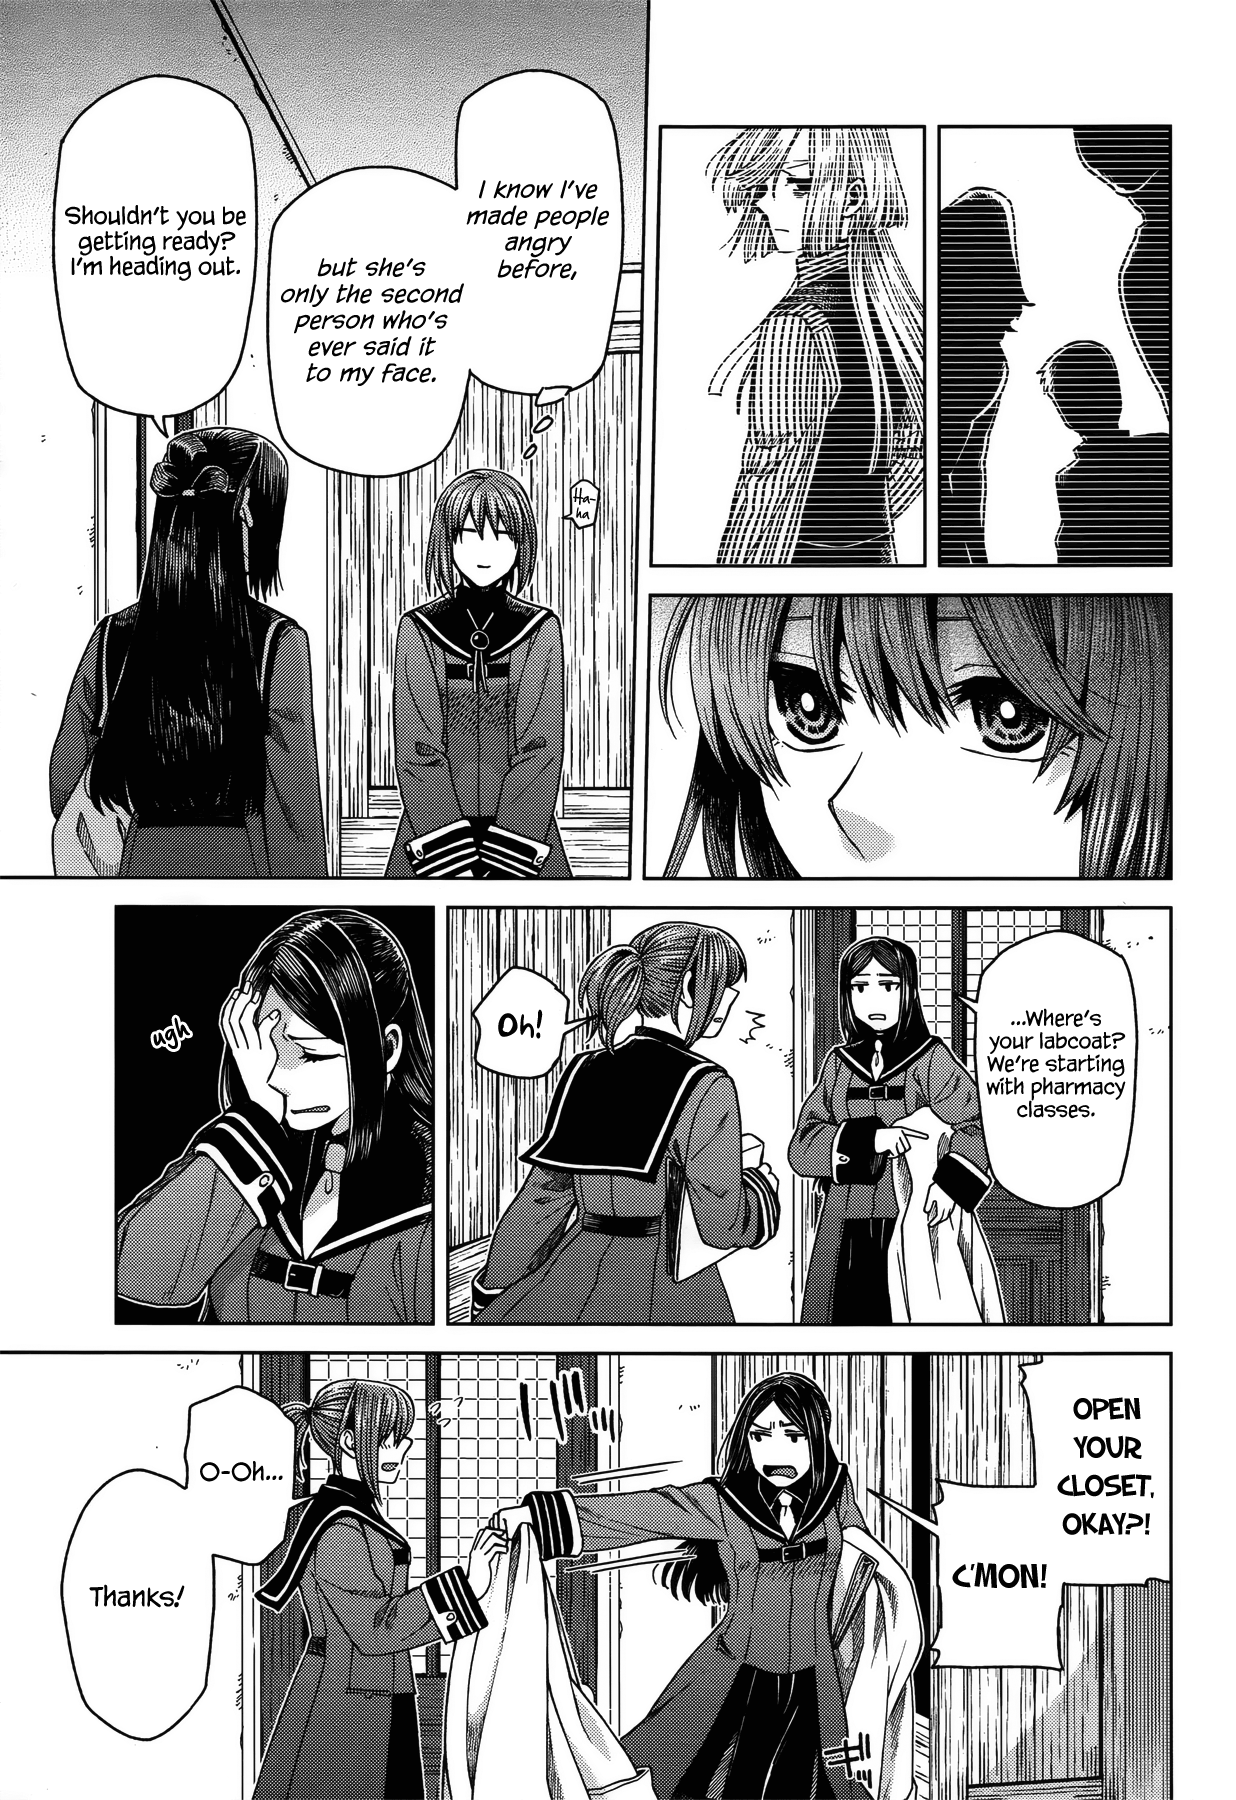 I know I've
made people
angry
before,
but she's
only the second
person who's
ever said it
to my face.
Ha-
ha
Shouldn't you be
getting ready?
I'm heading out.
...Where's
your labcoat?
We're starting
with pharmacy
classes.
Oh!
ugh
OPEN
YOUR
CLOSET,
OKAY?!
C'MON!
O-Oh...
Thanks!